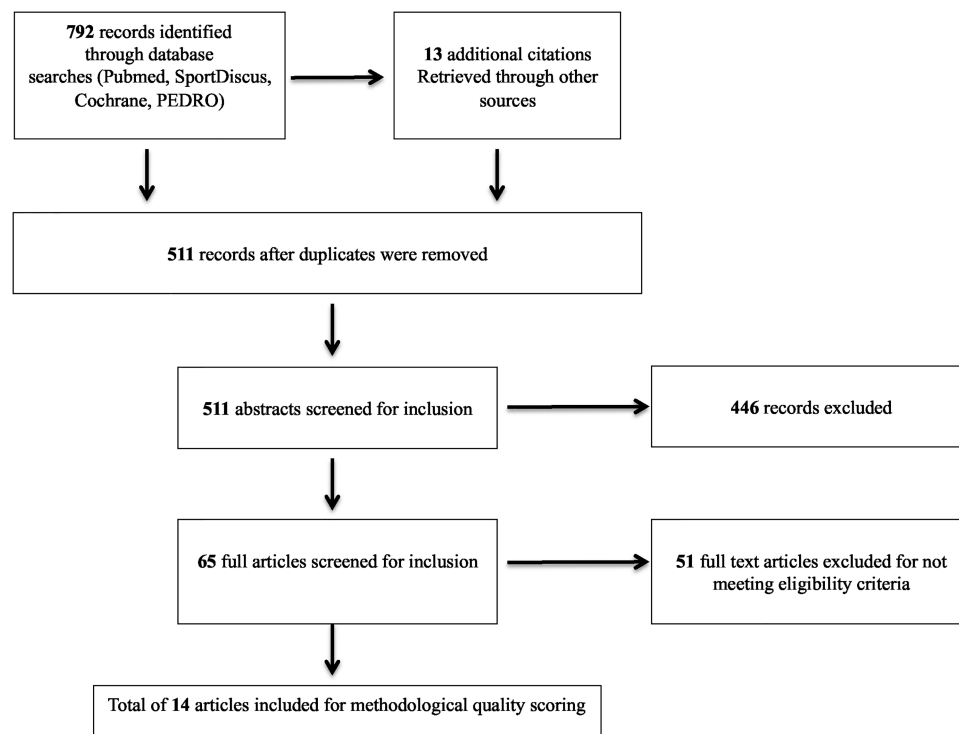 792 records identified
through database
searches (Pubmed, SportDiscus,
Cochrane, PEDRO)
13 additional citations
Retrieved through other
sources
511 records after duplicates were removed
511 abstracts screened for inclusion
446 records excluded
65 full articles screened for inclusion
51 full text articles excluded for not
meeting eligibility criteria
Total of 14 articles included for methodological quality scoring